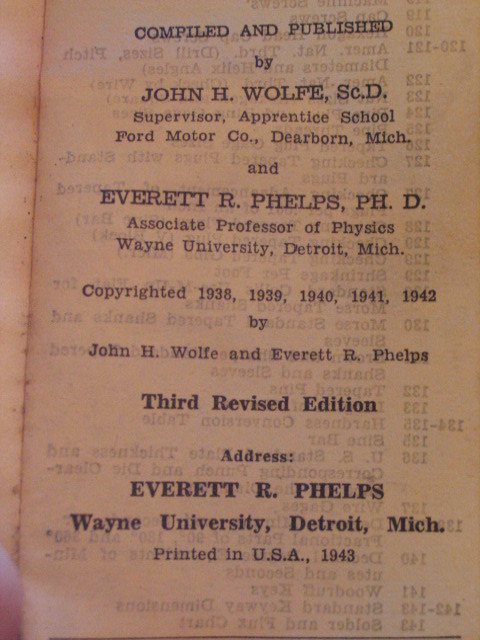 COMPILED AND PUBLISHED
by
JOHN H. WOLFE, Sc.D.
Supervisor, Apprentice School
Ford Motor Co., Dearborn, Mich.
and
EVERETT R. PHELPS, PH. D.
Associate Professor of Physics
Wayne University, Detroit, Mich.
Copyrighted 1938, 1939, 1940, 1941, 1942
by
John H. Wolfe and Everett R. Phelps
Third Revised Edition
Address:
EVERETT R. PHELPS
Wayne University, Detroit, Mich.
Printed in U.S.A., 1943